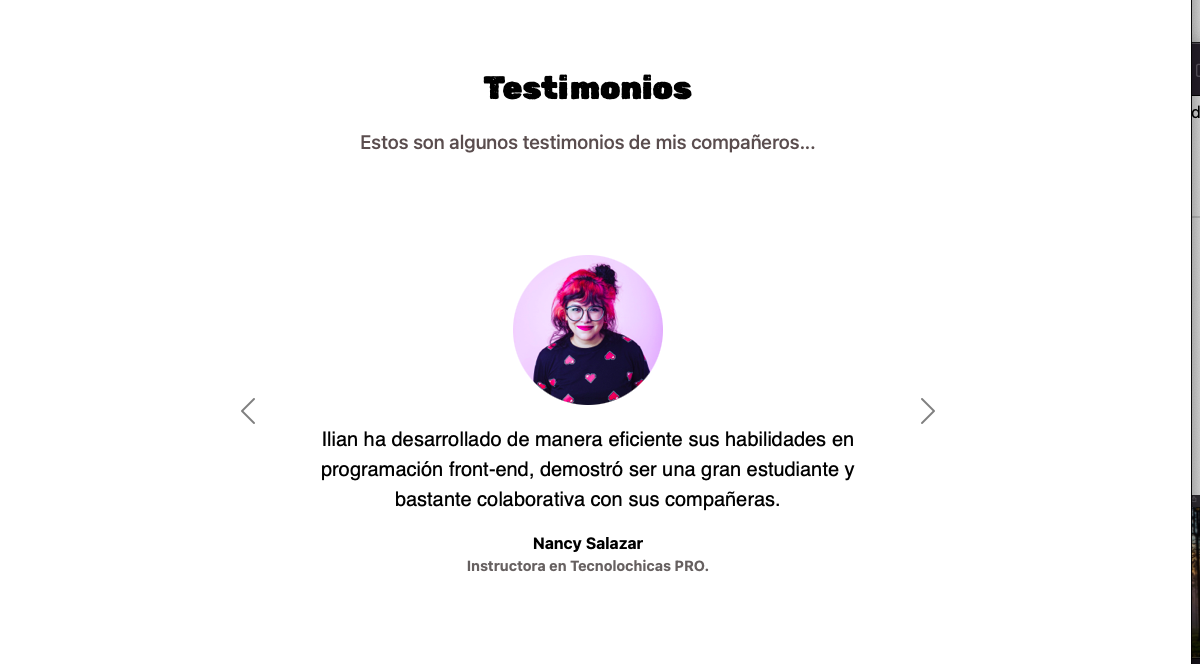 Testimonios
Estos son algunos testimonios de mis compañeros...
Ilian ha desarrollado de manera eficiente sus habilidades en
programación front-end, demostró ser una gran estudiante y
bastante colaborativa con sus compañeras.
Nancy Salazar
Instructora en Tecnolochicas PRO.